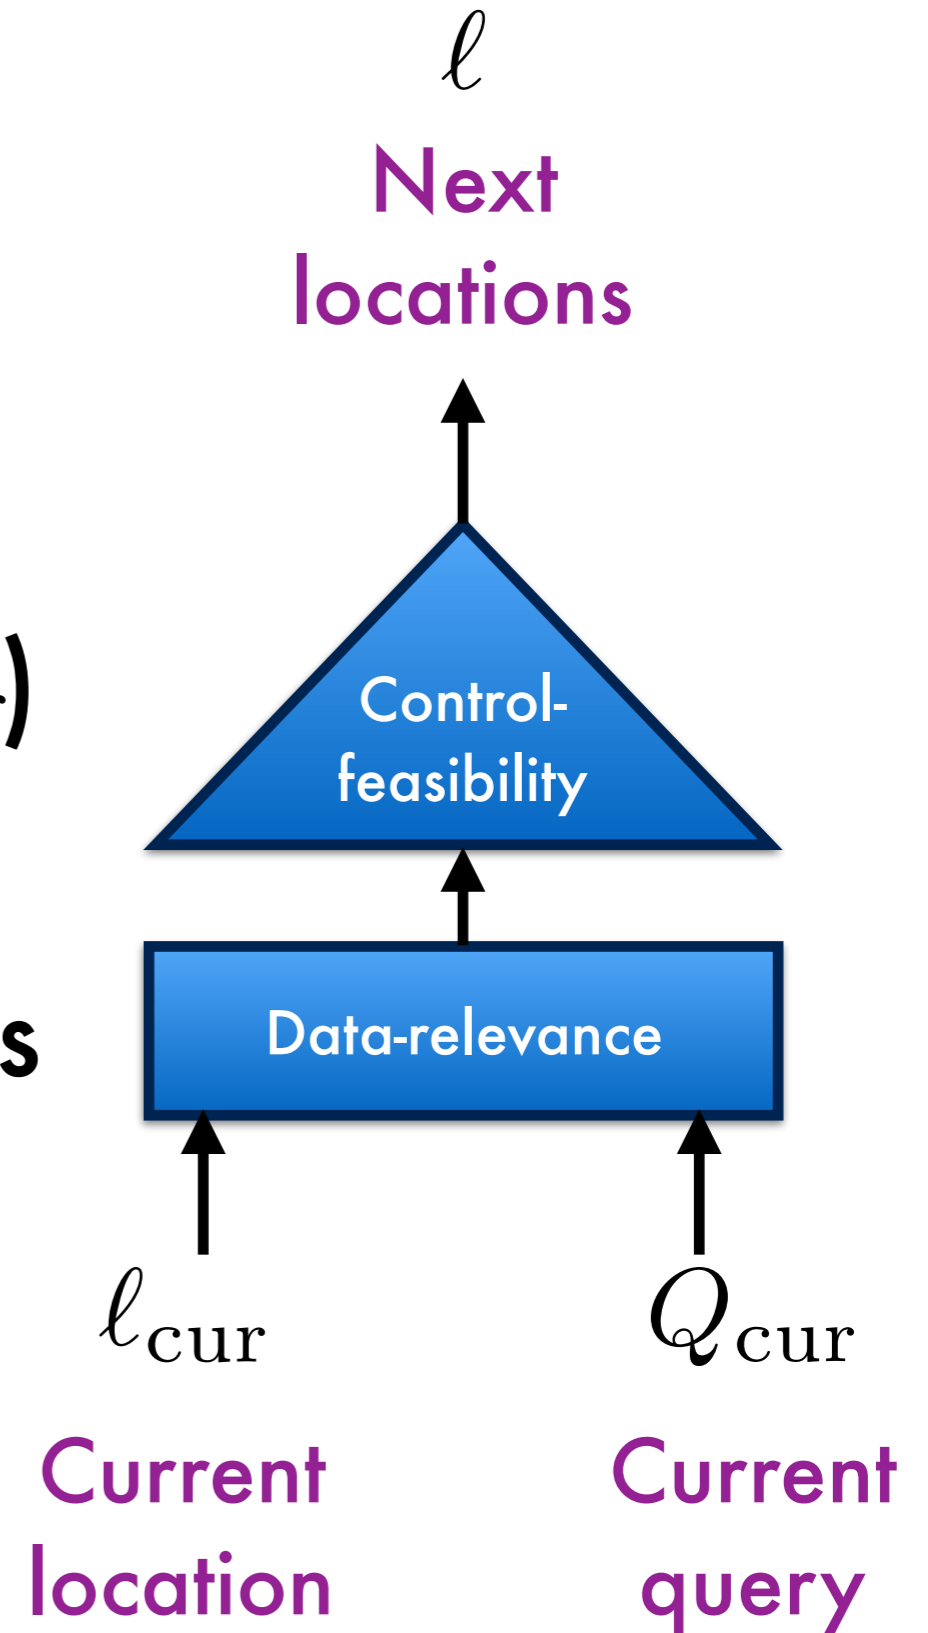 ℓ
Next
locations
)
Control-
feasibility
s
Data-relevance
ℓcur Qcur
Current Current
location query